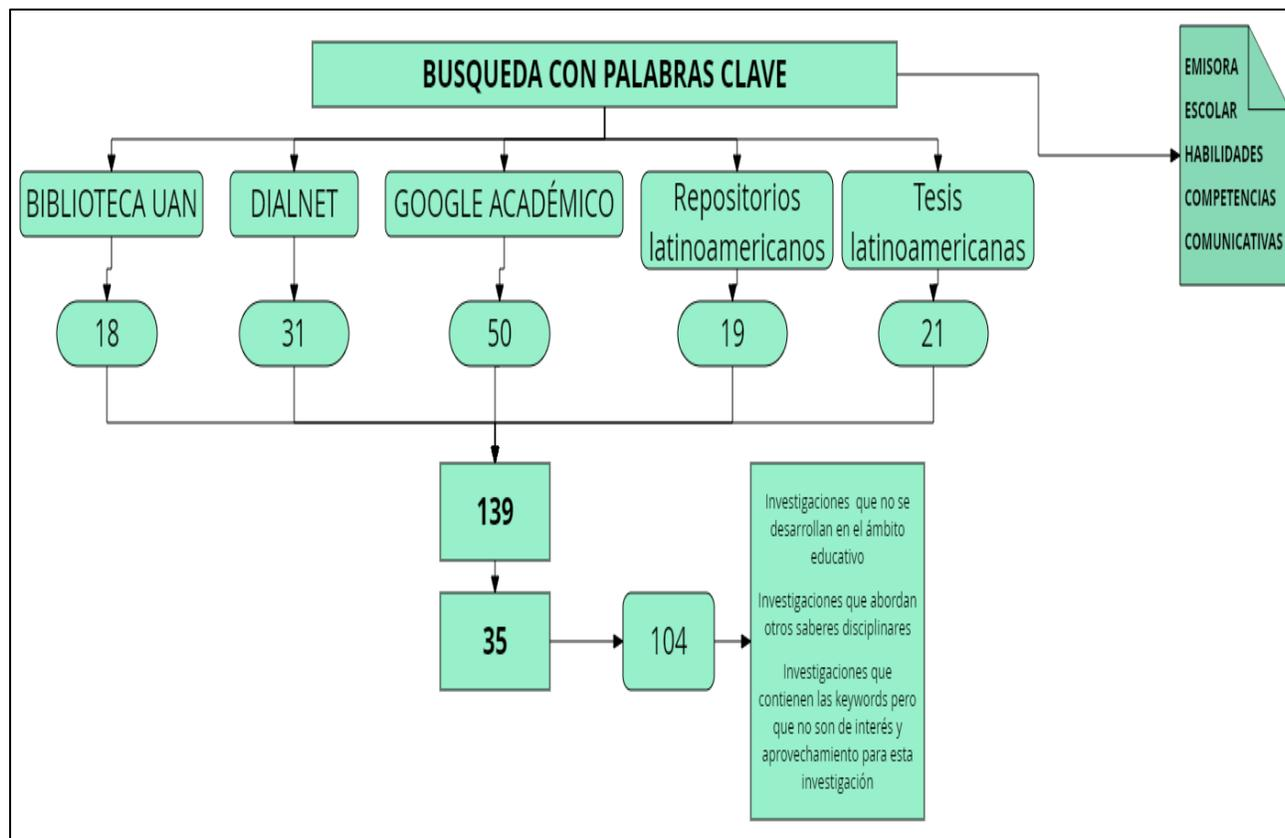 BUSQUEDA CON PALABRAS CLAVE
EMISORA
ESCOLAR
HABILIDADES
COMPETENCIAS
COMUNICATIVAS
BIBLIOTECA UAN
DIALNET
GOOGLE ACADÉMICO
Repositorios
latinoamericanos
Tesis
latinoamericanas
18
31
50
19
21
139
35
104
Investigaciones que no se
desarrollan en el ámbito
educativo
Investigaciones que abordan
otros saberes disciplinares
Investigaciones que
contienen las keywords pero
que no son de interés y
aprovechamiento para esta
investigación